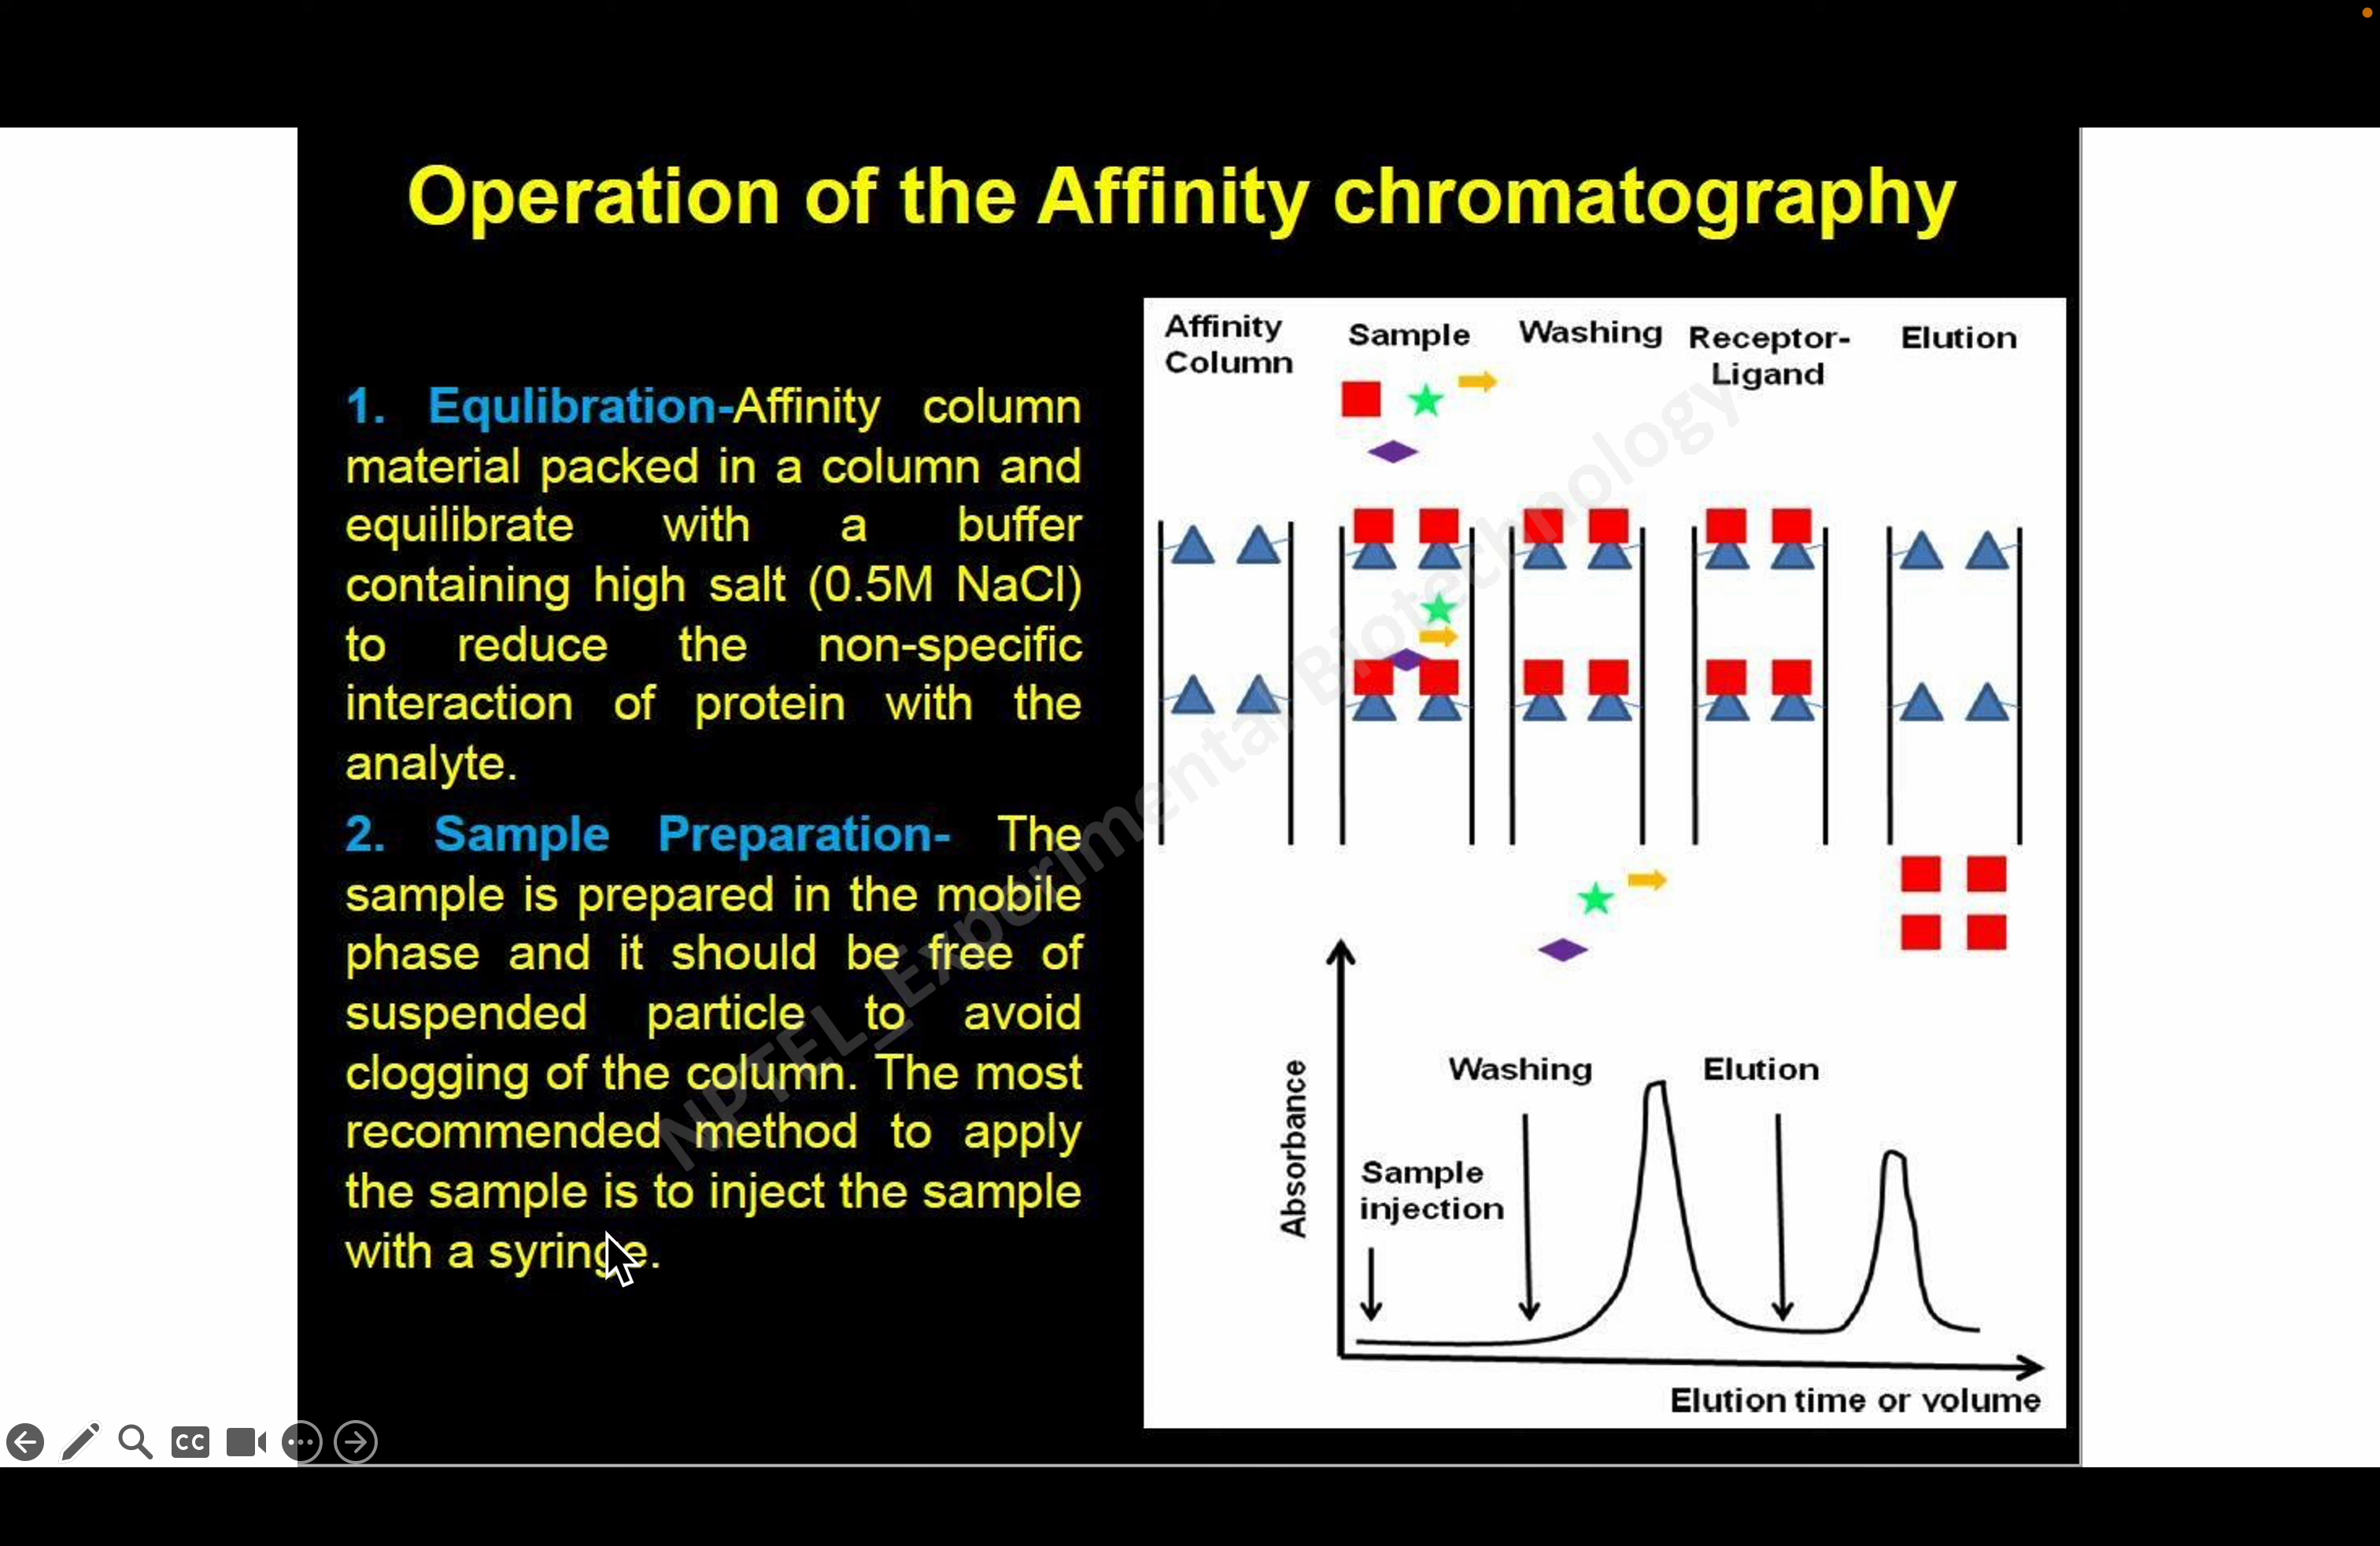 Operation of the Affinity chromatography
1. Equlibration-Affinity column
material packed in a column and
equilibrate with a buffer
containing high salt (0.5M NaCl)
to reduce the non-specific
interaction of protein with the
analyte.
2. Sample Preparation- The
sample is prepared in the mobile
phase and it should be free of
suspended particle to avoid
clogging of the column. The most
recommended method to apply
the sample is to inject the sample
with a syringe.
Affinity
Column
Sample
Washing
Receptor-
Ligand
Elution
Absorbance
Washing
Elution
Sample
injection
Elution time or volume
NPTEL_Experimental Biotechnology
CC